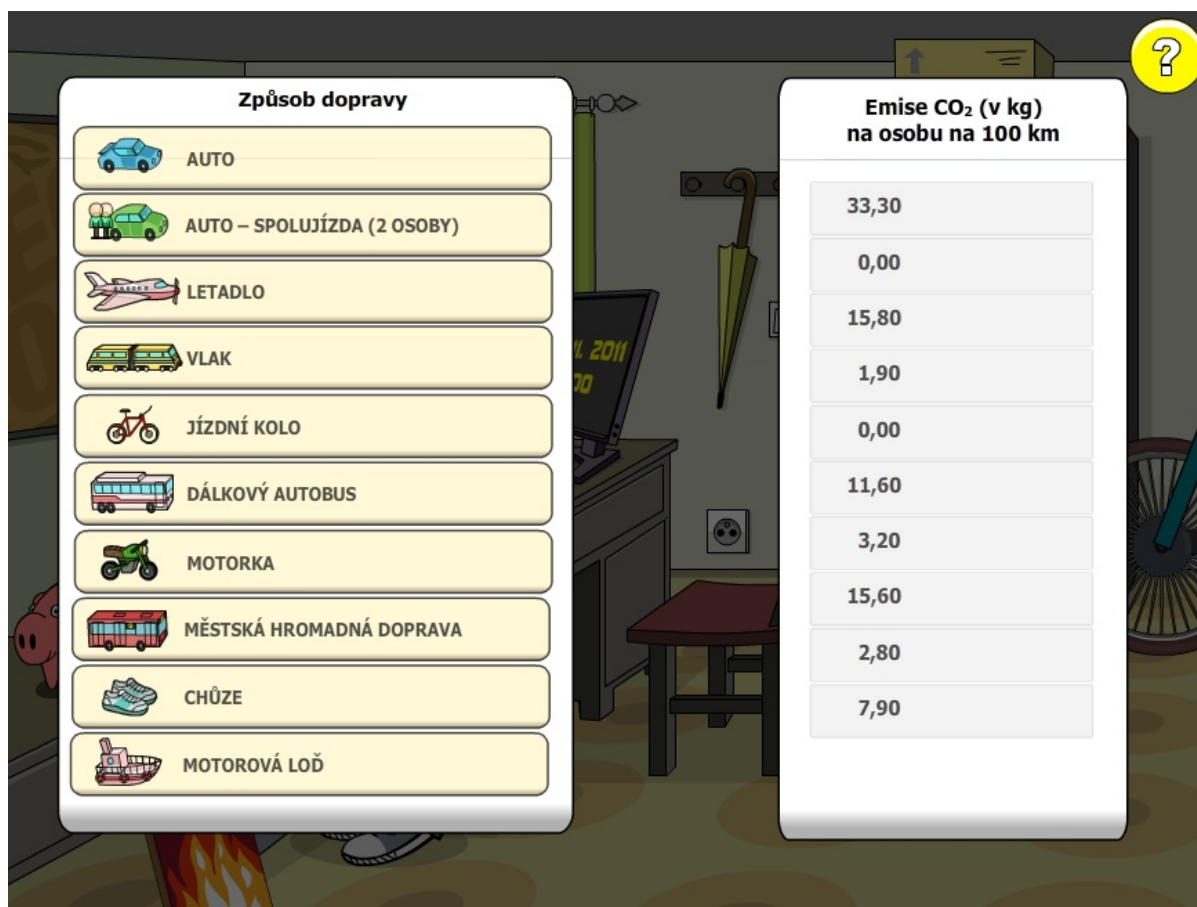 ?
Způsob dopravy
AUTO
AUTO – SPOLUJÍZDA (2 OSOBY)
LETADLO
VLAK
JÍZDNÍ KOLO
DÁLKOVÝ AUTOBUS
MOTORKA
MĚSTSKÁ HROMADNÁ DOPRAVA
CHŮZE
MOTOROVÁ LOĎ
2011
00
Emise CO₂ (v kg)
na osobu na 100 km
33,30
0,00
15,80
1,90
0,00
11,60
3,20
15,60
2,80
7,90